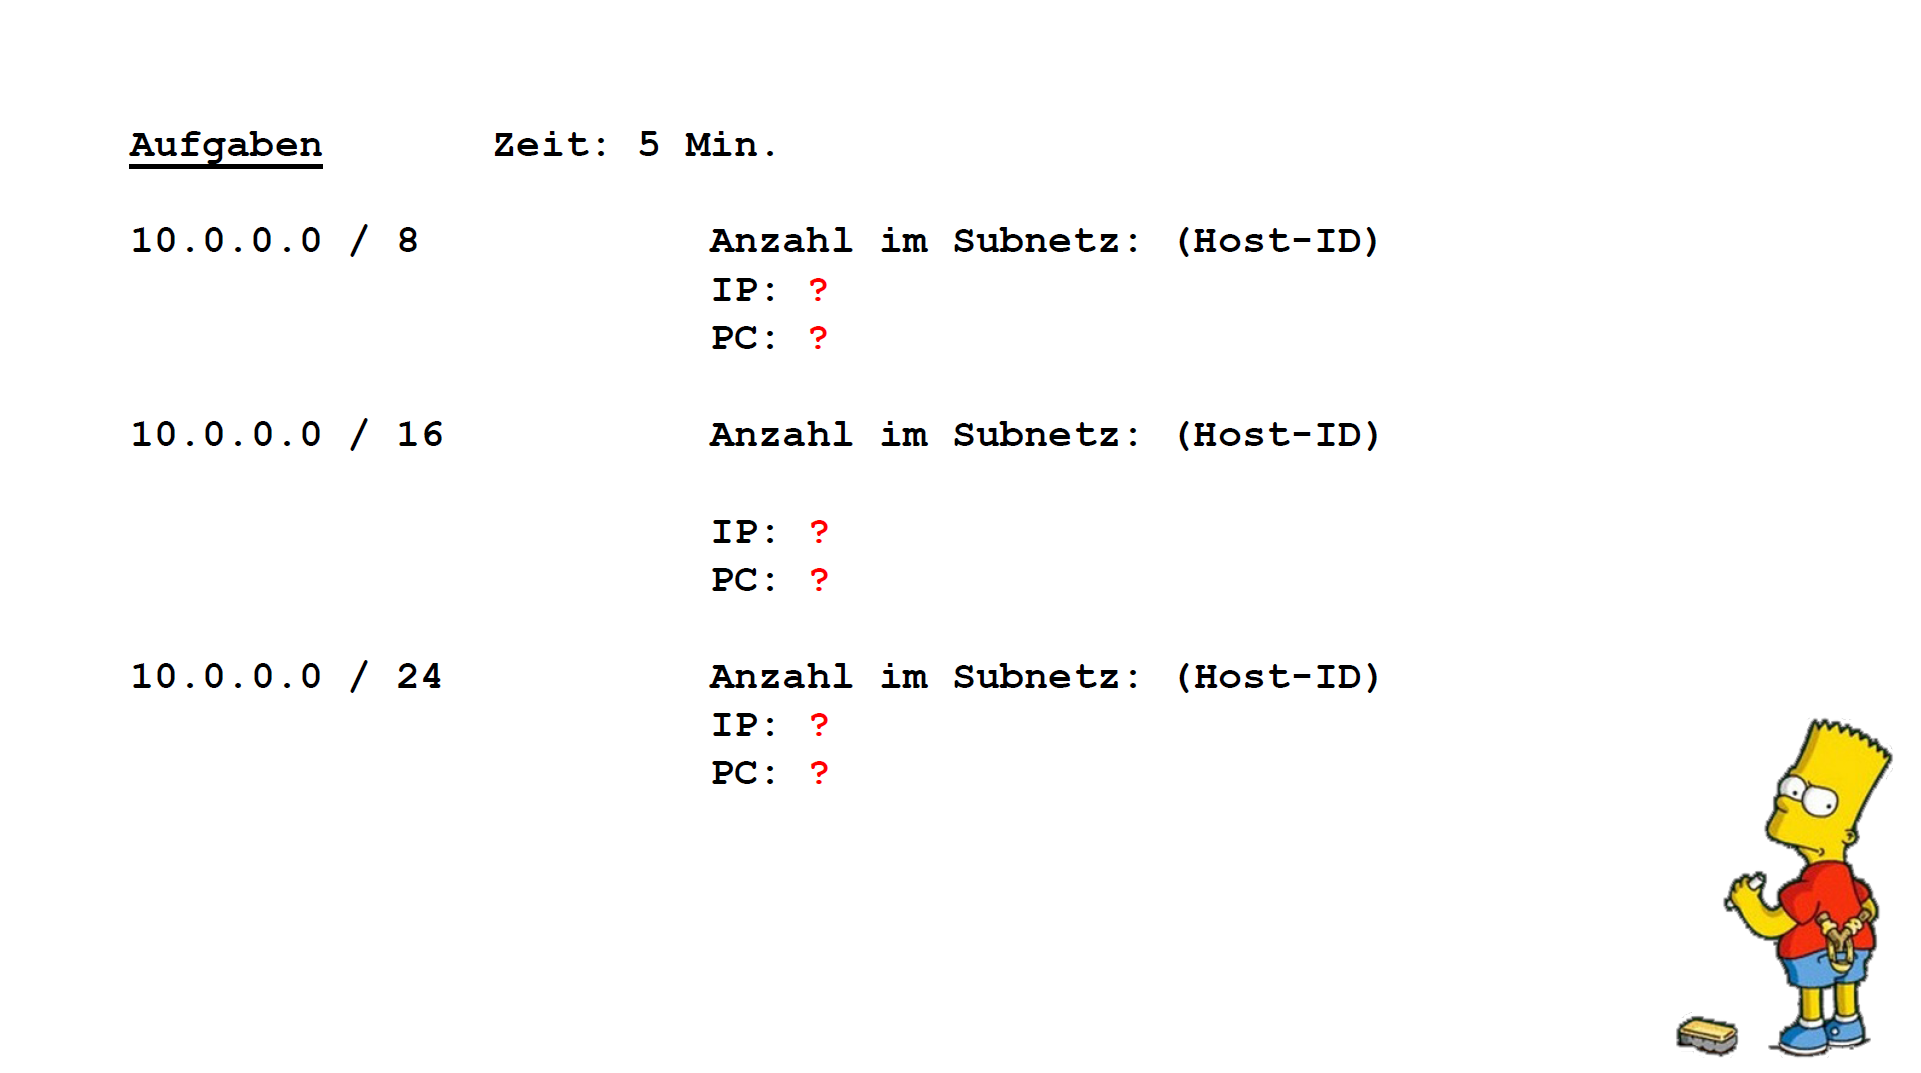 Aufgaben Zeit: 5 Min.
10.0.0.0 / 8 Anzahl im Subnetz: (Host-ID)
IP: ?
PC: ?
10.0.0.0 / 16 Anzahl im Subnetz: (Host-ID)
IP: ?
PC: ?
10.0.0.0 / 24 Anzahl im Subnetz: (Host-ID)
IP: ?
PC: ?